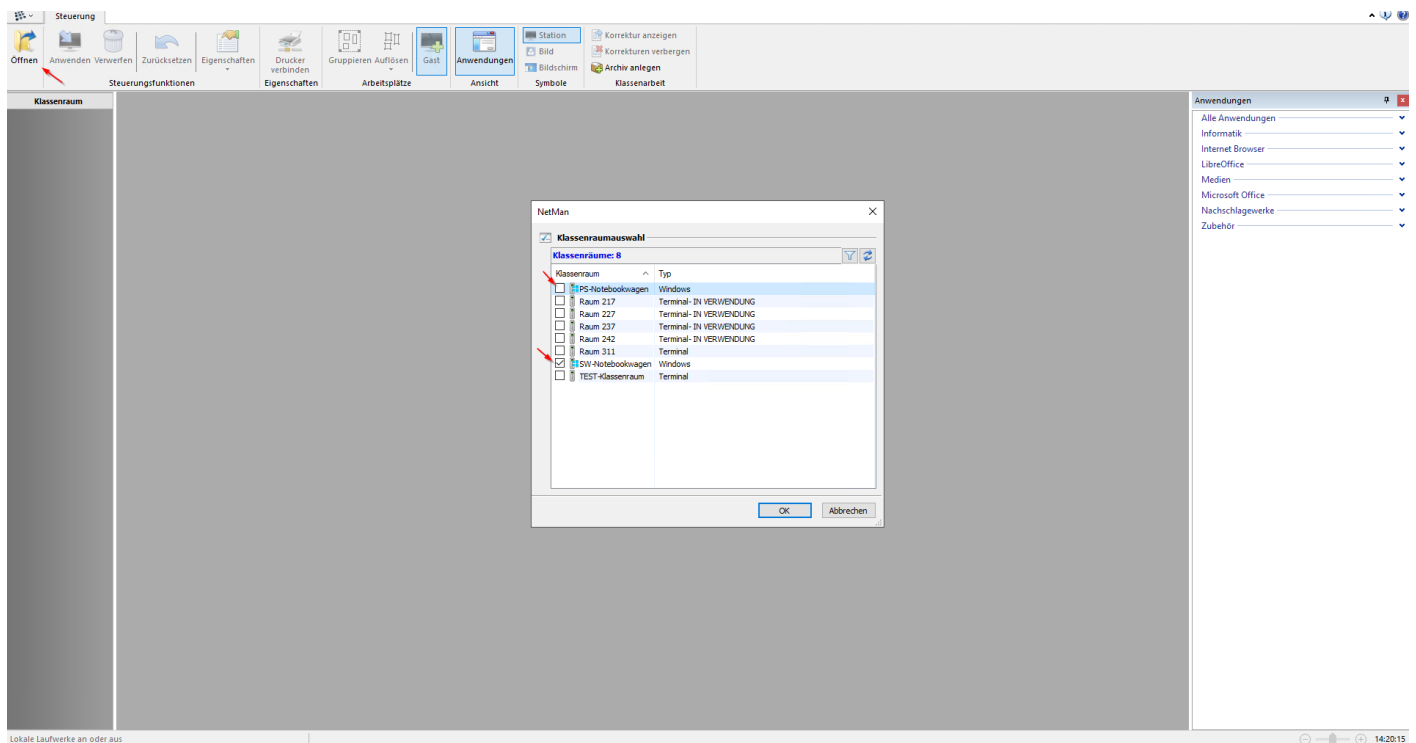 Steuerung
Öffnen
Anwenden
Verwerfen
Zurücksetzen
Eigenschaften
Drucker
verbinden
Gruppieren
Auflösen
Gast
Anwendungen
Station
Bild
Bildschirm
Korrektur anzeigen
Korrekturen verbergen
Archiv anlegen
Steuerungsfunktionen
Eigenschaften
Arbeitsplätze
Ansicht
Symbole
Klassenarbeit
Klassenraum
NetMan
Klassenraumauswahl
Klassenräume: 8
Klassenraum Typ
PS-Notebookwagen Windows
Raum 217 Terminal- IN VERWENDUNG
Raum 227 Terminal- IN VERWENDUNG
Raum 237 Terminal- IN VERWENDUNG
Raum 242 Terminal- IN VERWENDUNG
Raum 311 Terminal
SW-Notebookwagen Windows
TEST-Klassenraum Terminal
OK Abbrechen
Anwendungen
Alle Anwendungen
Informatik
Internet Browser
LibreOffice
Medien
Microsoft Office
Nachschlagewerke
Zubehör
Lokale Laufwerke an oder aus
14:20:15